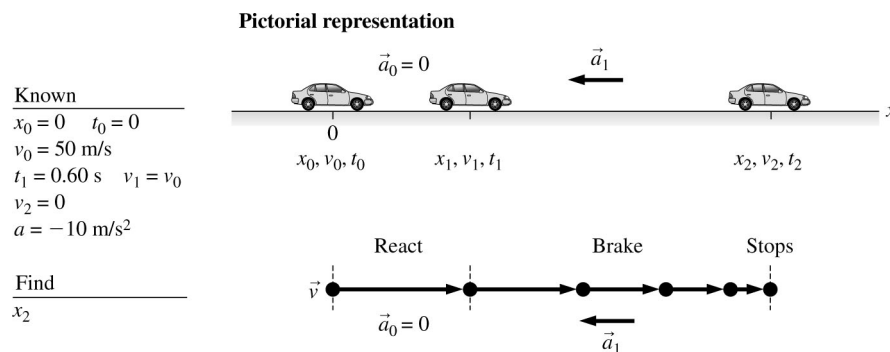 Pictorial representation
Known
x₀ = 0 t₀ = 0
v₀ = 50 m/s
t₁ = 0.60 s v₁ = v₀
v₂ = 0
a = −10 m/s²
Find
x₂
a⃗₀ = 0
a⃗₁
x
0
x₀, v₀, t₀
x₁, v₁, t₁
x₂, v₂, t₂
React
Brake
Stops
v⃗
a⃗₀ = 0
a⃗₁